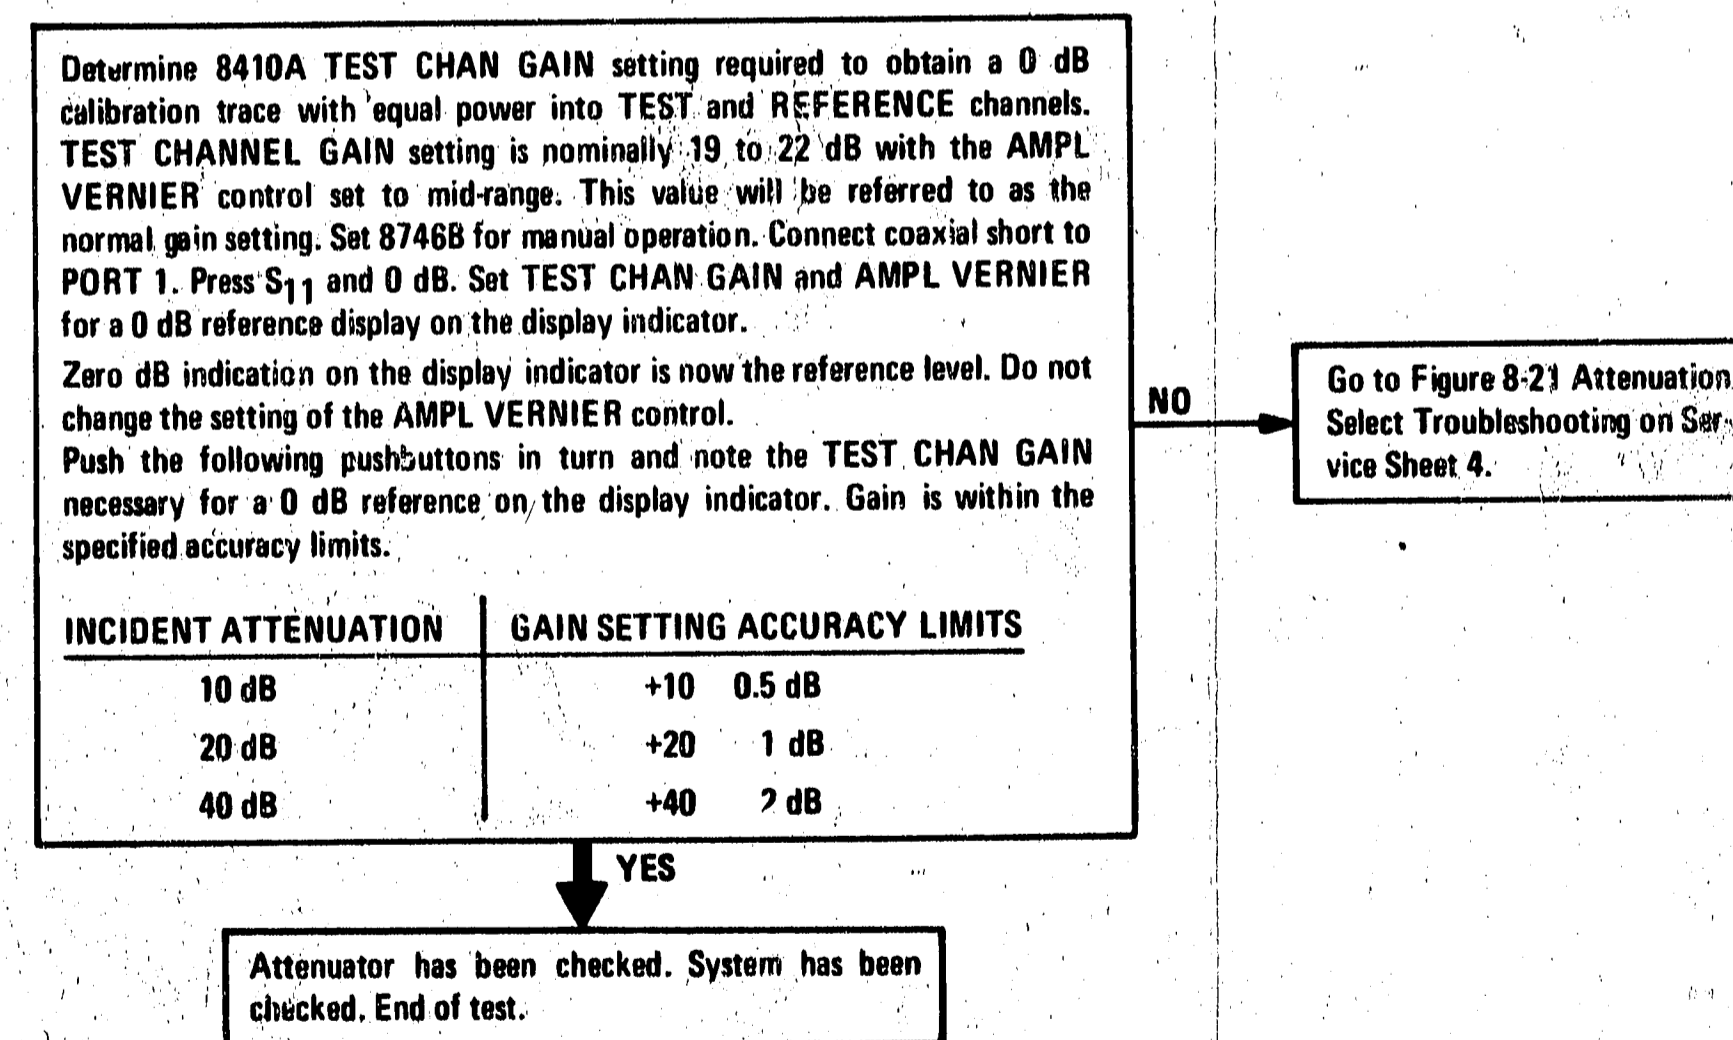 Determine 8410A TEST CHAN GAIN setting required to obtain a 0 dB
calibration trace with equal power into TEST and REFERENCE channels.
TEST CHANNEL GAIN setting is nominally 19 to 22 dB with the AMPL
VERNIER control set to mid-range. This value will be referred to as the
normal gain setting. Set 8746B for manual operation. Connect coaxial short to
PORT 1. Press S₁₁ and 0 dB. Set TEST CHAN GAIN and AMPL VERNIER
for a 0 dB reference display on the display indicator.
Zero dB indication on the display indicator is now the reference level. Do not
change the setting of the AMPL VERNIER control.
Push the following pushbuttons in turn and note the TEST CHAN GAIN
necessary for a 0 dB reference on the display indicator. Gain is within the
specified accuracy limits.
INCIDENT ATTENUATION GAIN SETTING ACCURACY LIMITS
10 dB +10 0.5 dB
20 dB +20 1 dB
40 dB +40 2 dB
NO
Go to Figure 8-21 Attenuation
Select Troubleshooting on Ser-
vice Sheet 4.
YES
Attenuator has been checked. System has been
checked. End of test.